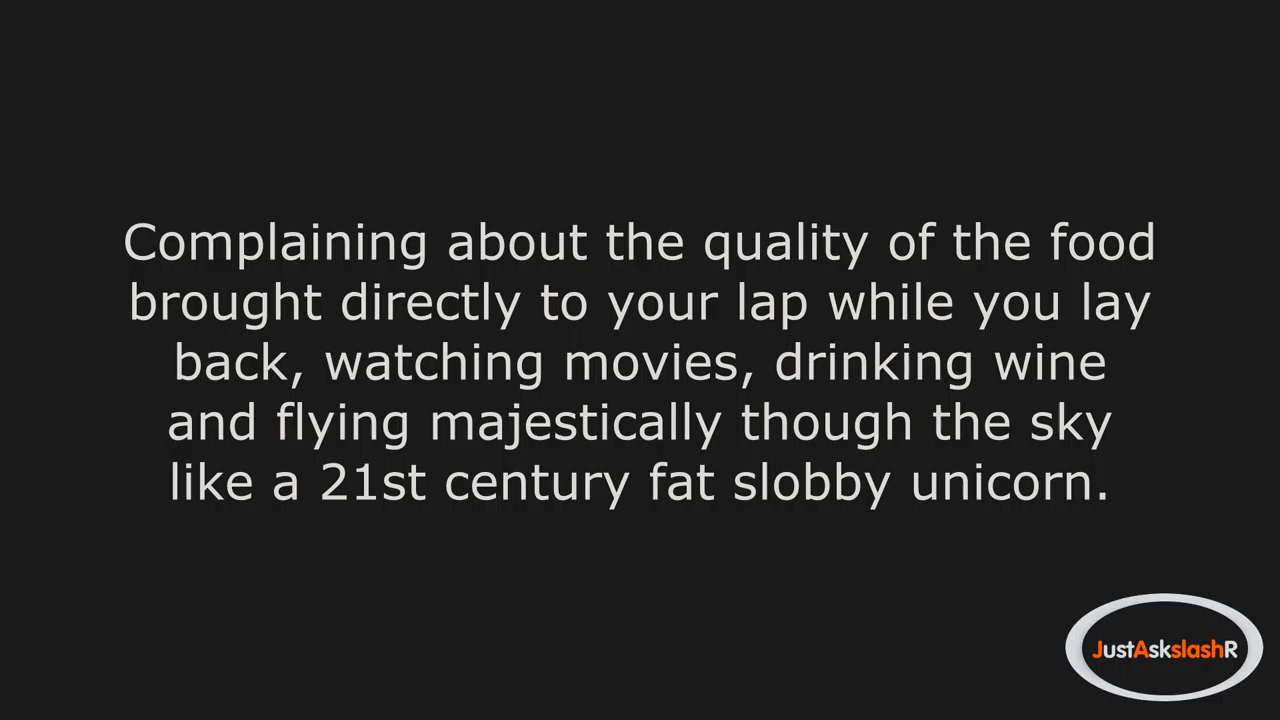 Complaining about the quality of the food
brought directly to your lap while you lay
back, watching movies, drinking wine
and flying majestically though the sky
like a 21st century fat slobby unicorn.
JustAskslashR